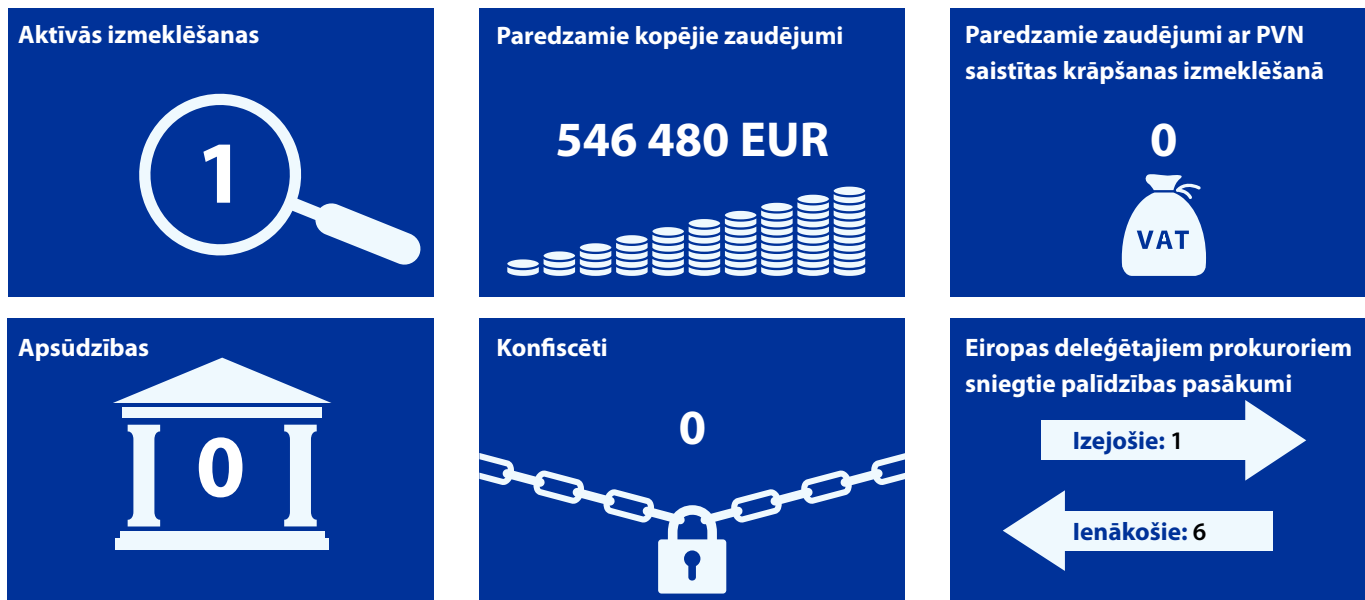 Aktīvās izmeklēšanas
1
Paredzamie kopējie zaudējumi
546 480 EUR
Paredzamie zaudējumi ar PVN
saistītas krāpšanas izmeklēšanā
0
VAT
Apsūdzības
0
Konfiscēti
0
Eiropas deleģētajiem prokuroriem
sniegtie palīdzības pasākumi
Izejošie: 1
Ienākošie: 6